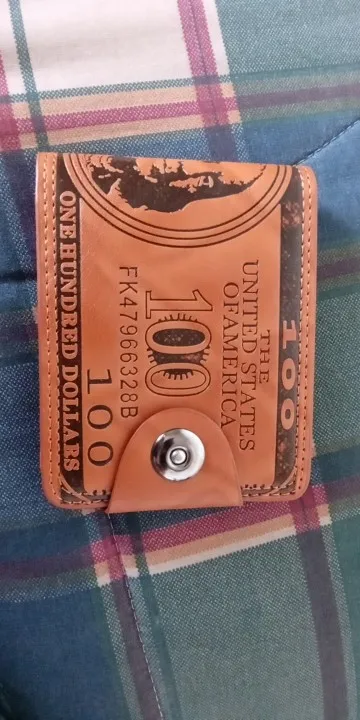 100
THE
UNITED STATES
OF AMERICA
100
FK47966328B
100
ONE HUNDRED DOLLARS